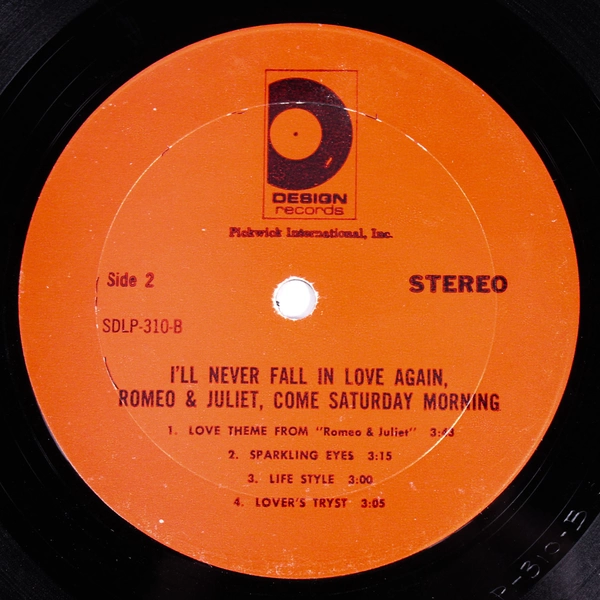 DESIGN
records
Pickwick International, Inc.
Side 2
STEREO
SDLP-310-B
I'LL NEVER FALL IN LOVE AGAIN,
ROMEO & JULIET, COME SATURDAY MORNING
1. LOVE THEME FROM "Romeo & Juliet" 3:43
2. SPARKLING EYES 3:15
3. LIFE STYLE 3:00
4. LOVER'S TRYST 3:05